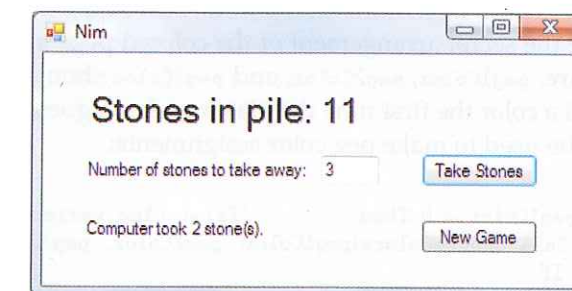 Nim
Stones in pile: 11
Number of stones to take away: 3
Take Stones
Computer took 2 stone(s).
New Game